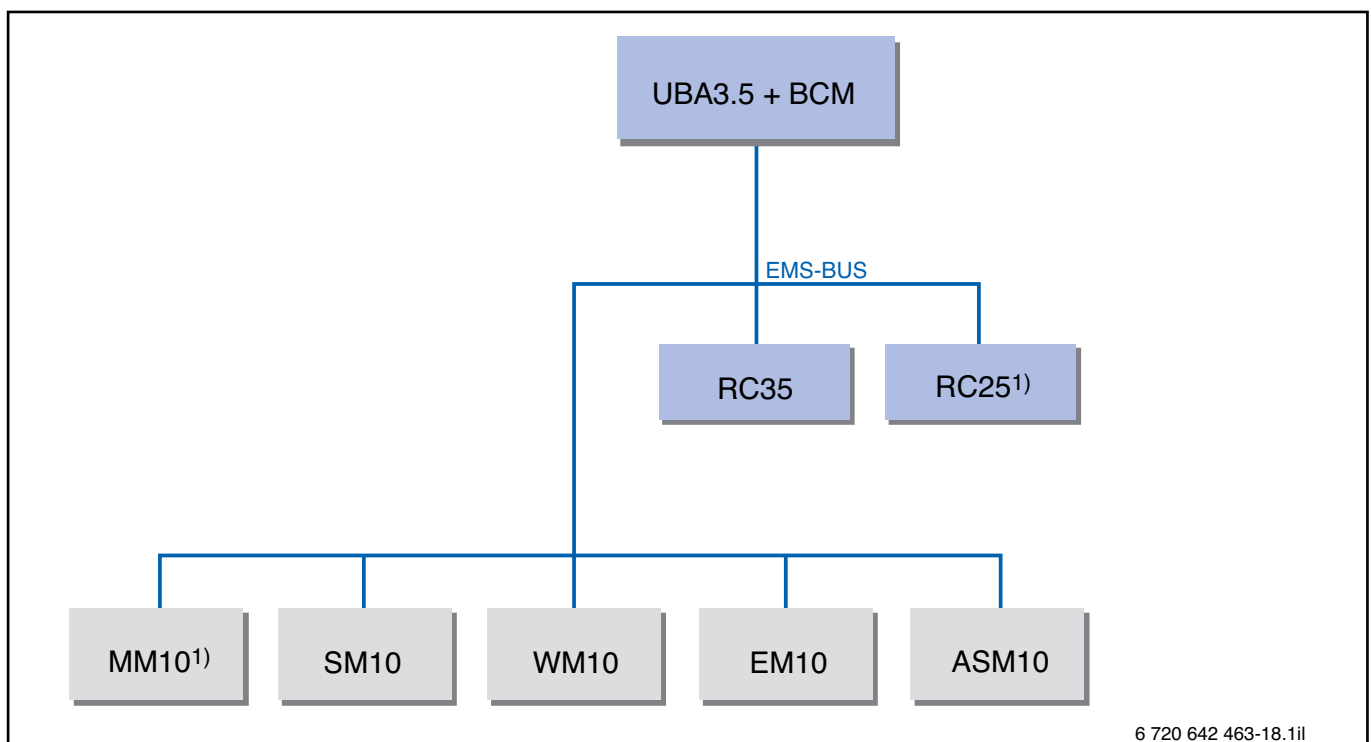 UBA3.5 + BCM
EMS-BUS
RC35
RC25¹⁾
MM10¹⁾
SM10
WM10
EM10
ASM10
6 720 642 463-18.1il